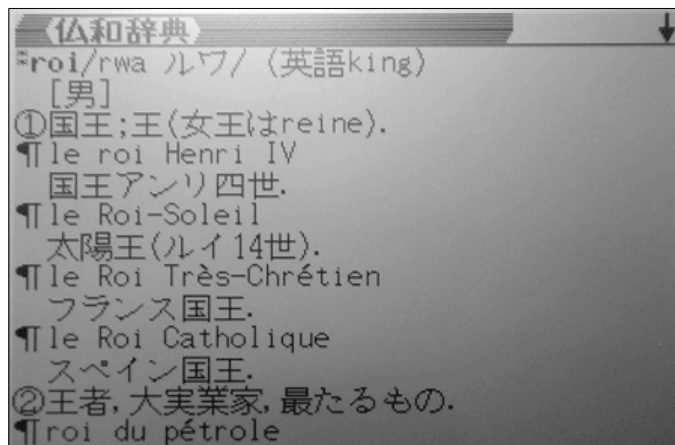 仏和辞典
*roi/rwa ルワ/ (英語king)
[男]
①国王;王(女王はreine).
¶le roi Henri IV
国王アンリ四世.
¶le Roi-Soleil
太陽王(ルイ14世).
¶le Roi Très-Chrétien
フランス国王.
¶le Roi Catholique
スペイン国王.
②王者,大実業家,最たるもの.
¶roi du pétrole